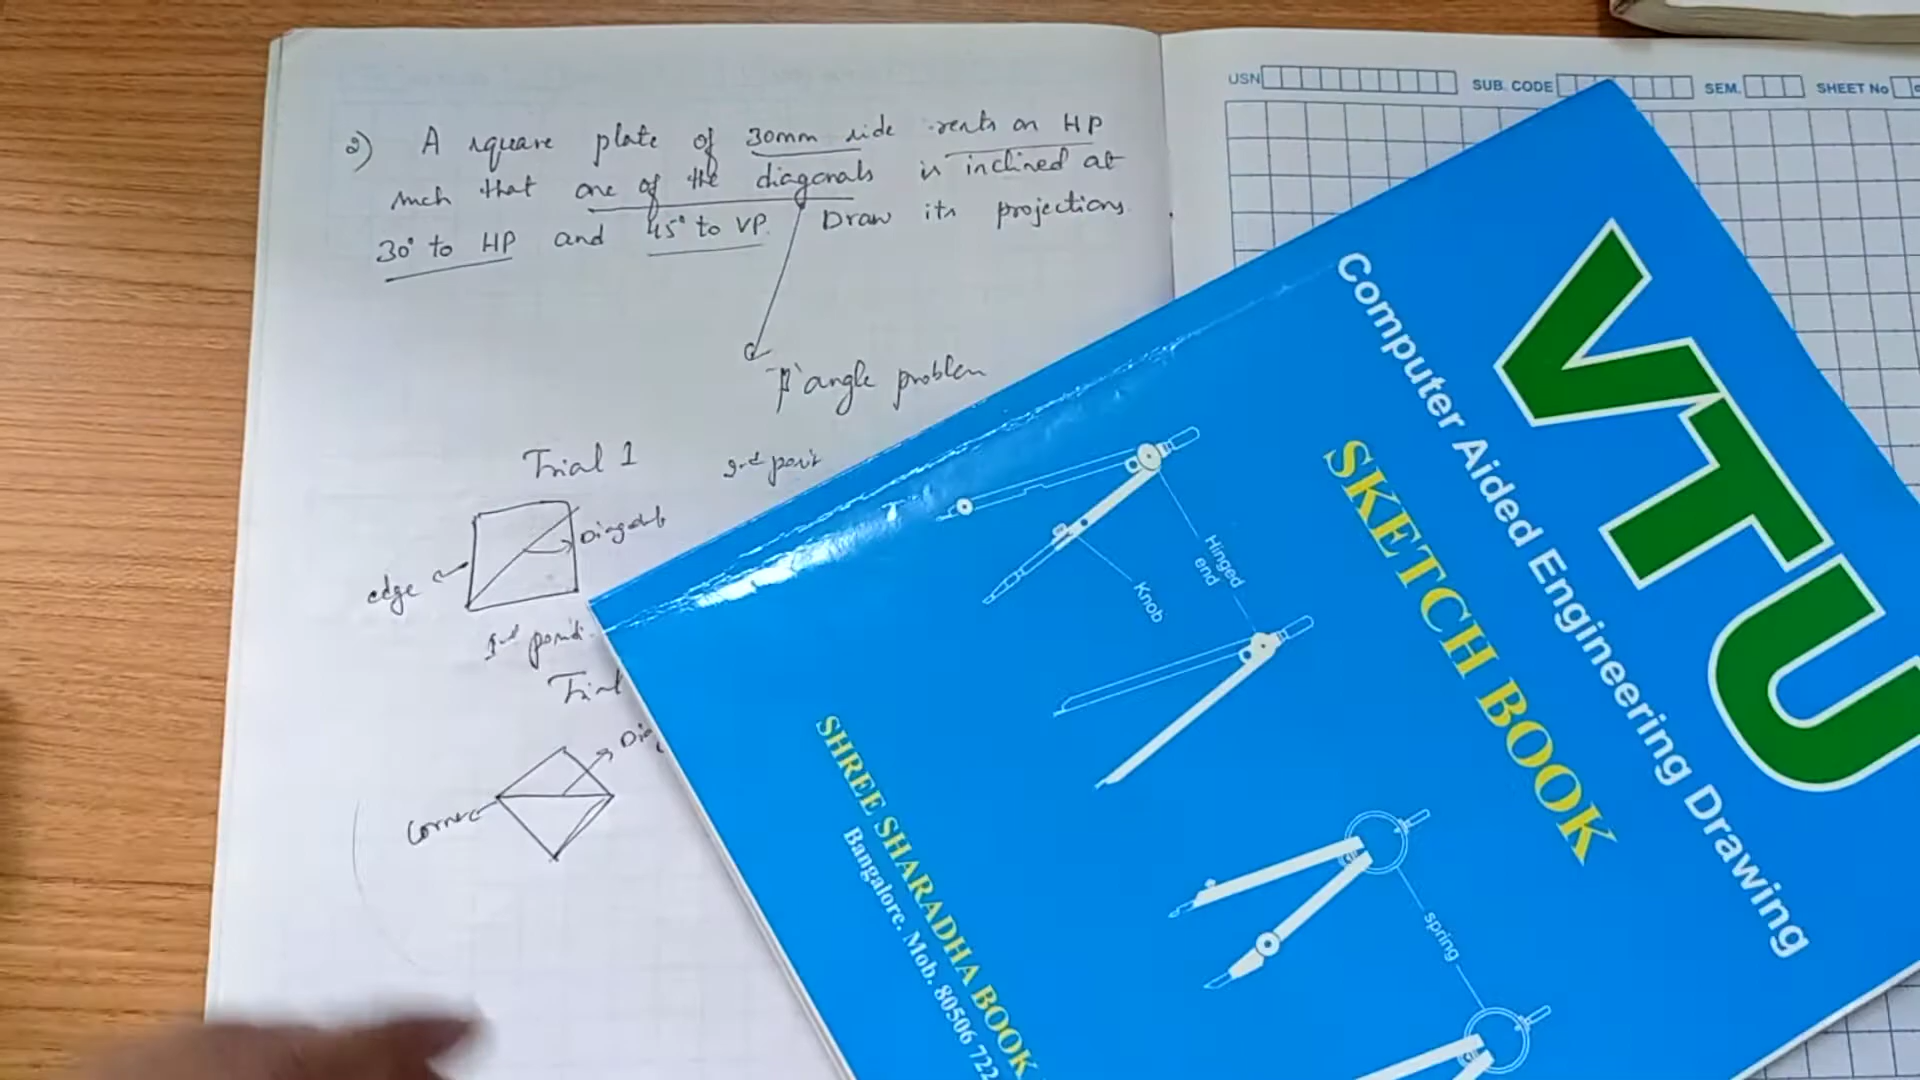 2) A square plate of 30mm side rests on HP
such that one of the diagonals is inclined at
30° to HP and 45° to VP. Draw its projections.
'β' angle problem
Trial 1
edge
Diagonals
Corner
USN
SUB. CODE
SEM.
SHEET No
VTU
Computer Aided Engineering Drawing
SKETCH BOOK
Hinged
end
Knob
spring
SHREE SHARADHA BOOK
Bangalore. Mob. 80506 722